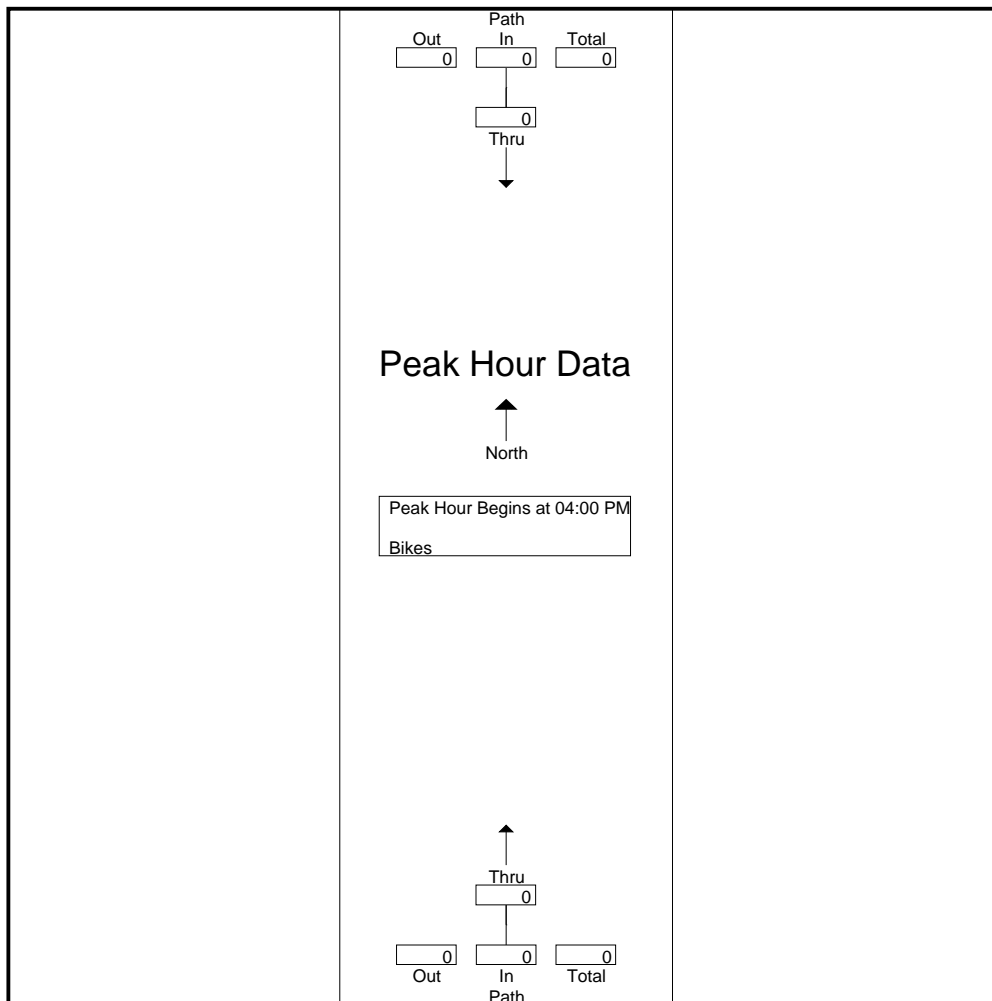 Path
Out In Total
0 0 0
0
Thru
Peak Hour Data
North
Peak Hour Begins at 04:00 PM
Bikes
Thru
0
0 0 0
Out In Total
Path